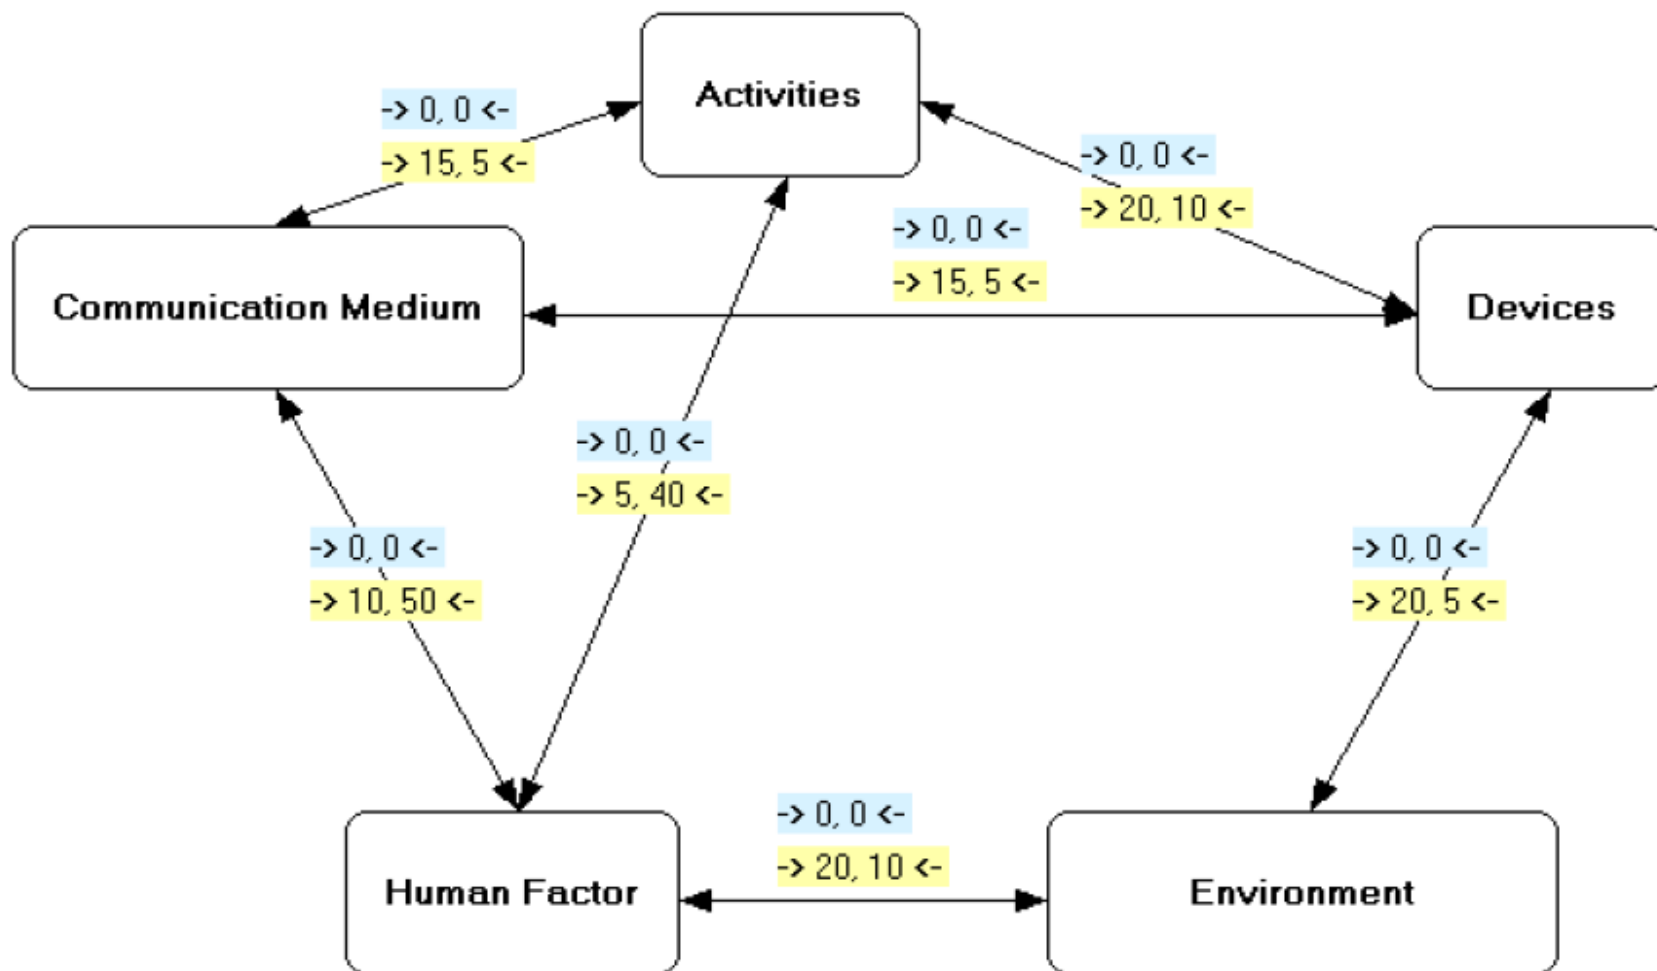 Activities
-> 0, 0 <-
-> 15, 5 <-
-> 0, 0 <-
-> 20, 10 <-
-> 0, 0 <-
-> 15, 5 <-
Communication Medium
Devices
-> 0, 0 <-
-> 5, 40 <-
-> 0, 0 <-
-> 10, 50 <-
-> 0, 0 <-
-> 20, 5 <-
-> 0, 0 <-
-> 20, 10 <-
Human Factor
Environment